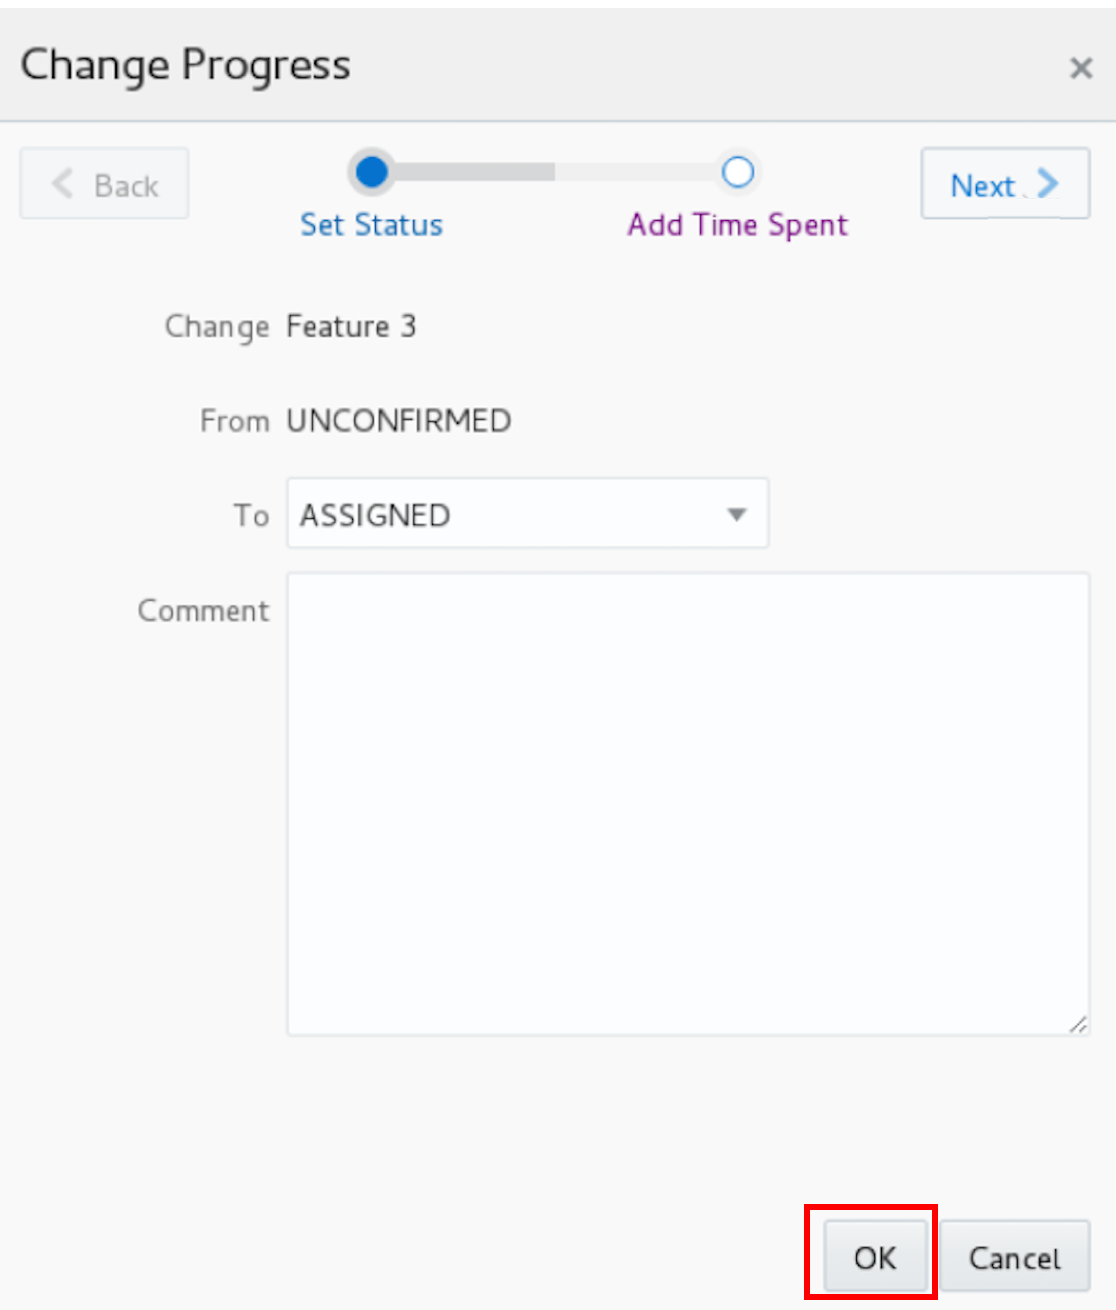 Change Progress
Back
Set Status
Add Time Spent
Next
Change Feature 3
From UNCONFIRMED
To ASSIGNED
Comment
OK Cancel